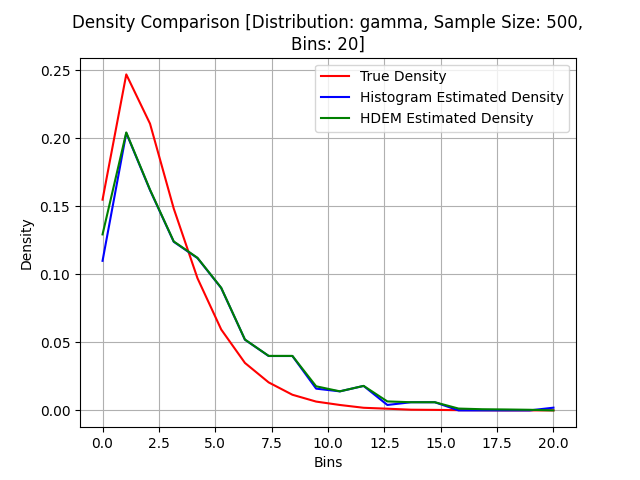 Density Comparison [Distribution: gamma, Sample Size: 500,
Bins: 20]
True Density
Histogram Estimated Density
HDEM Estimated Density
Density
0.25
0.20
0.15
0.10
0.05
0.00
0.0 2.5 5.0 7.5 10.0 12.5 15.0 17.5 20.0
Bins